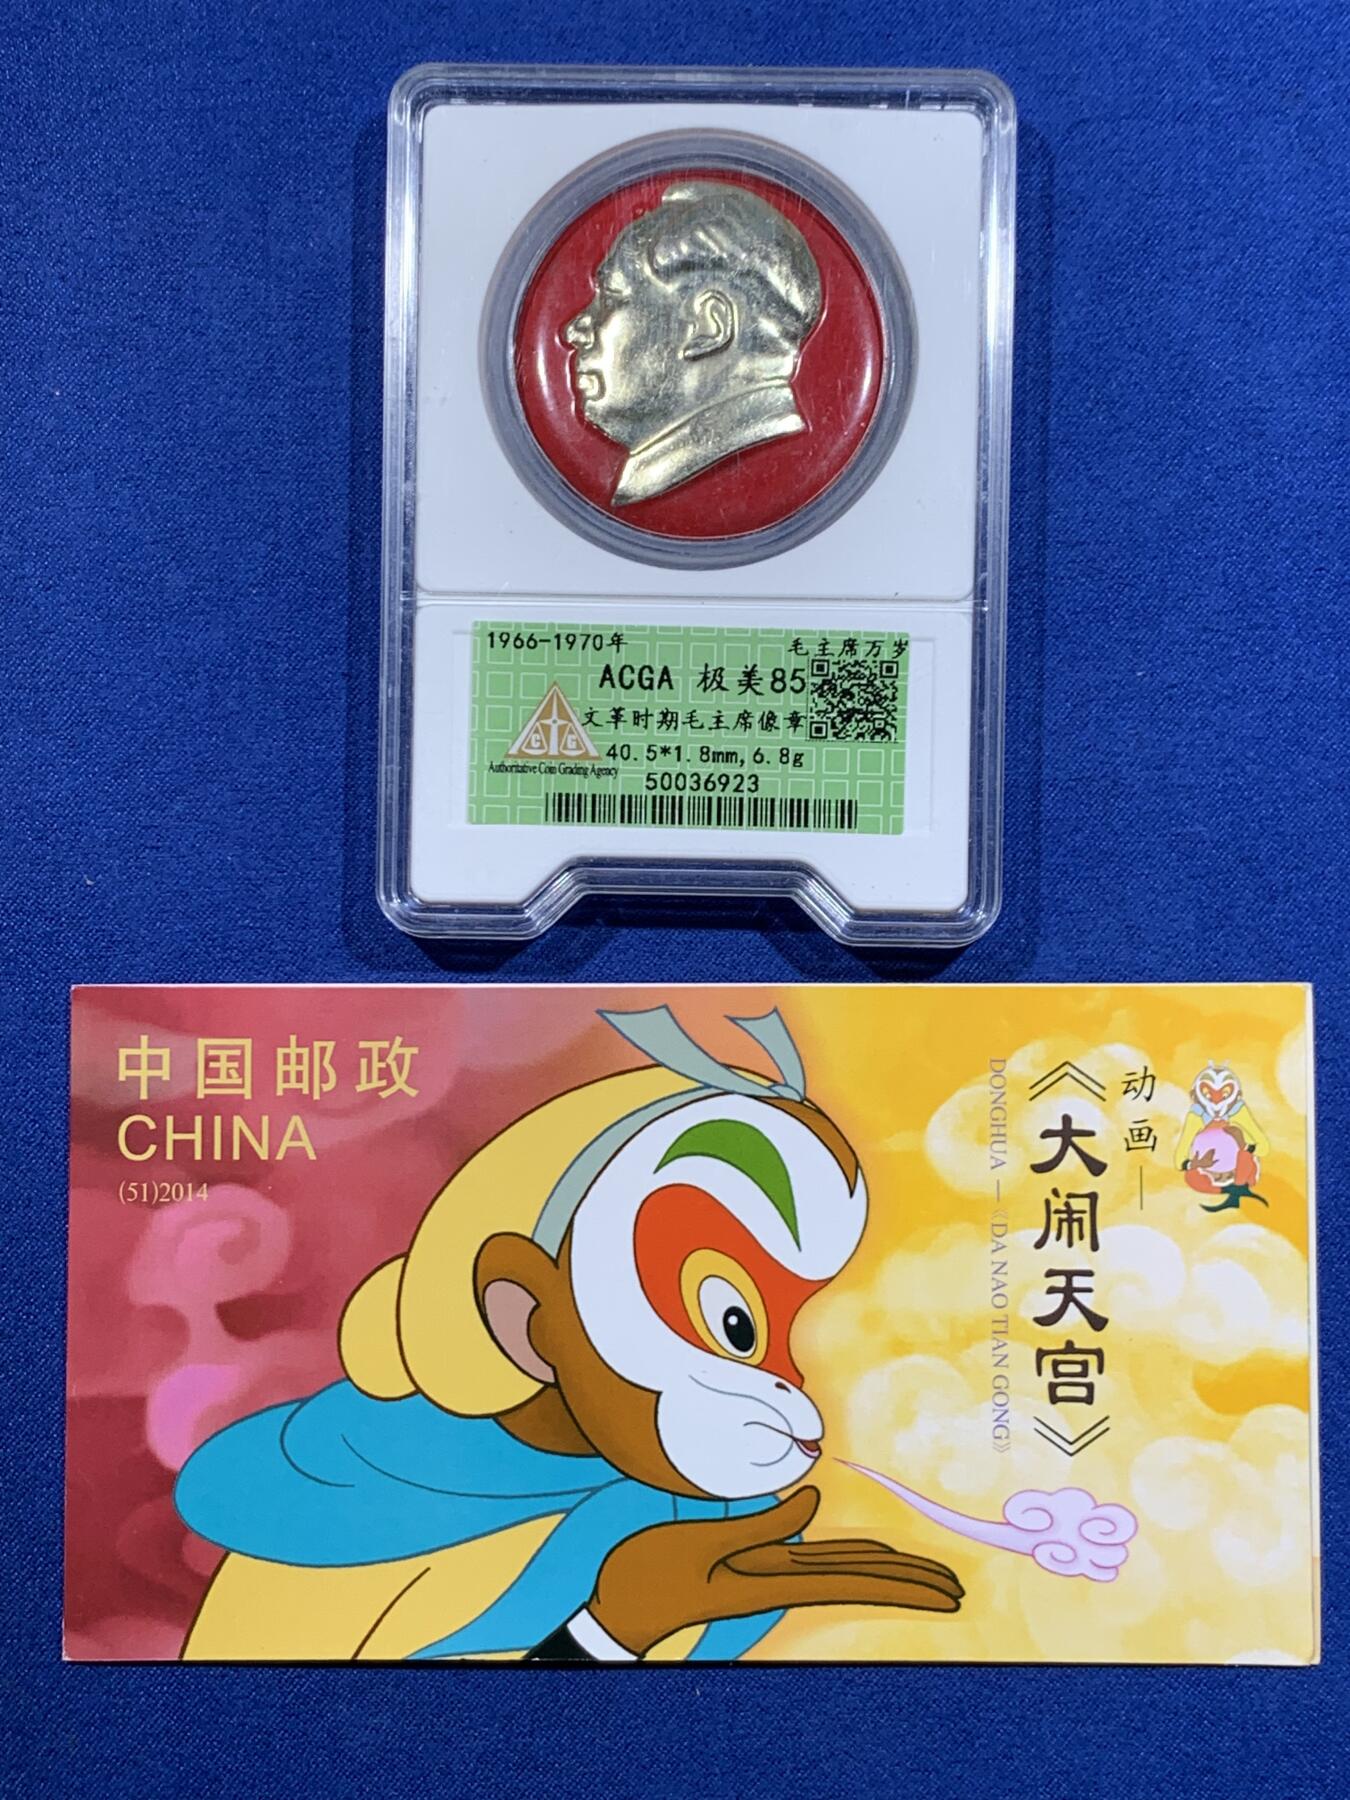 1966-1970年
毛主席万岁
ACGA 极美85
文革时期毛主席像章
CG
40.5*1.8mm,6.8g
Authoritative Coin Grading Agency
50036923
中国邮政
CHINA
(51)2014
动画—
《大闹天宫》
DONGHUA —《DA NAO TIAN GONG》